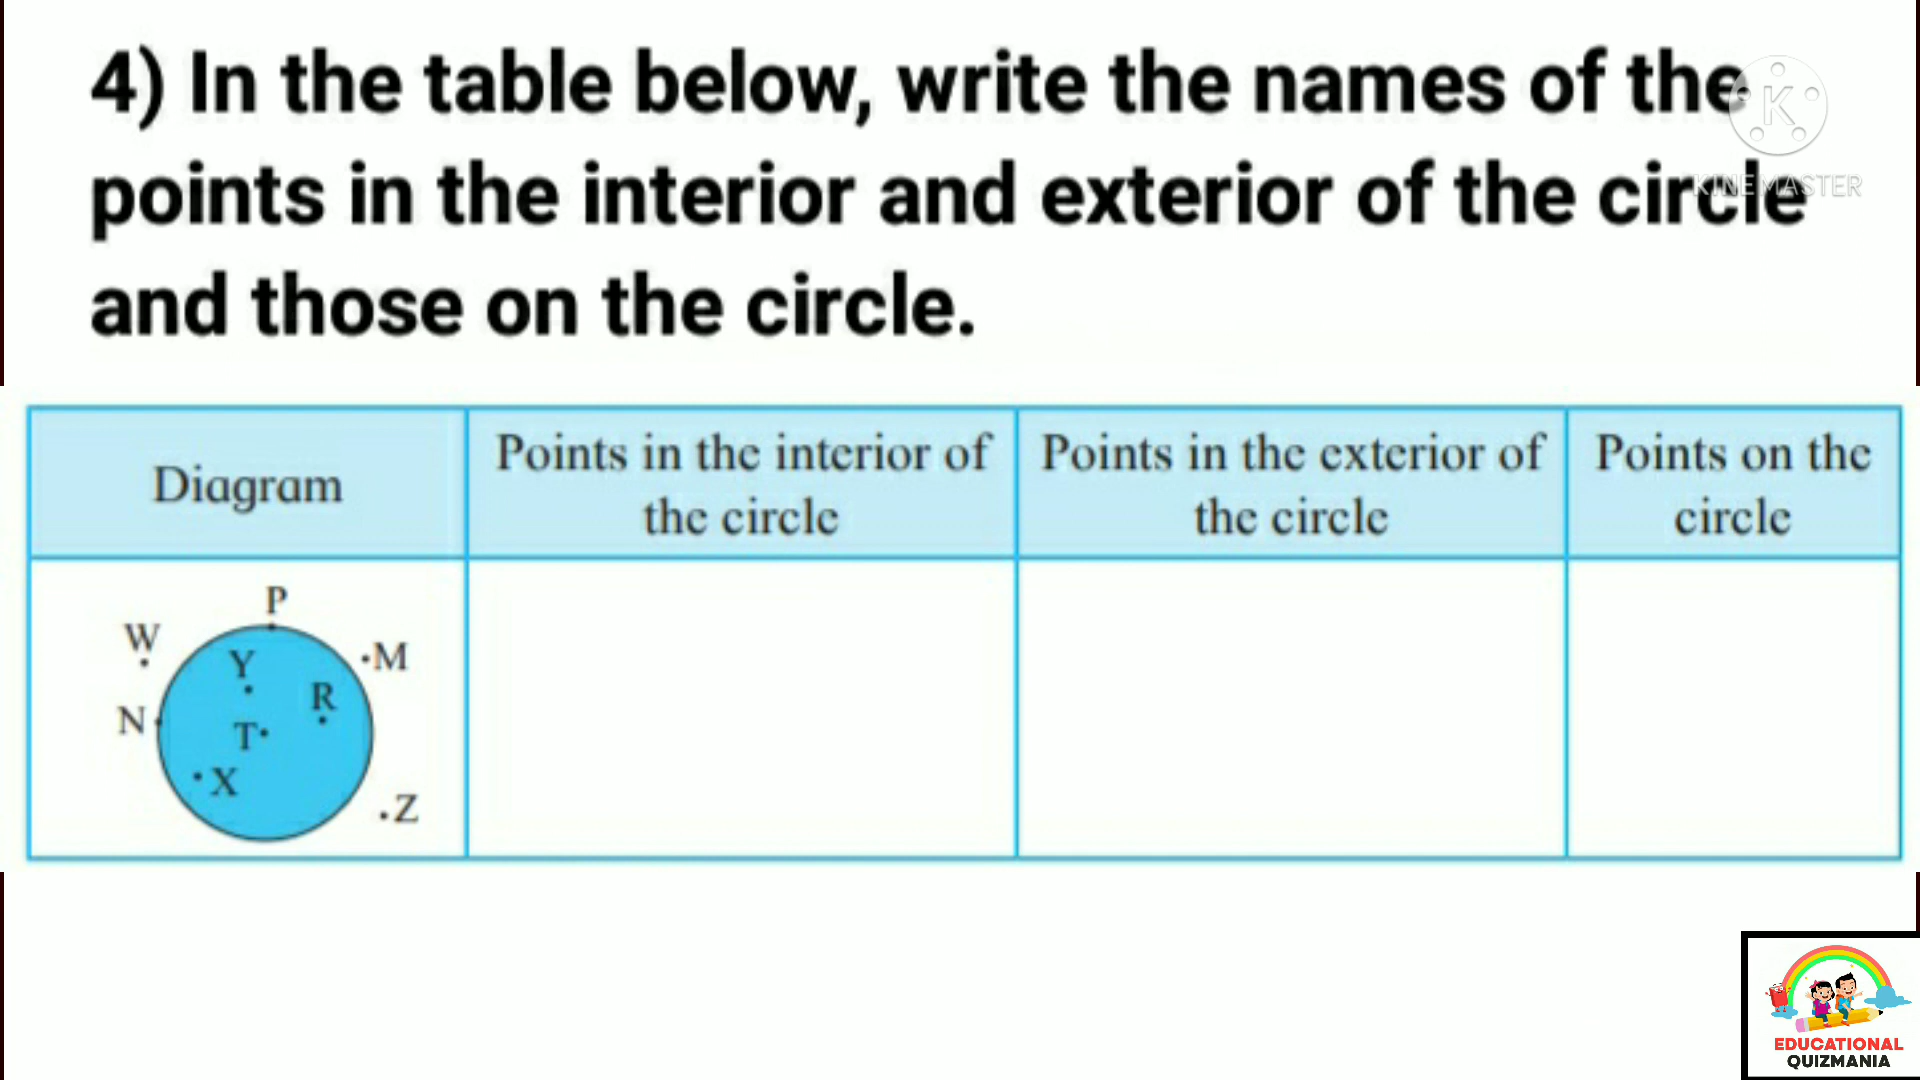 4) In the table below, write the names of the
points in the interior and exterior of the circle
and those on the circle.
K
KINEMASTER
Diagram
Points in the interior of
the circle
Points in the exterior of
the circle
Points on the
circle
P
W
Y
M
R
N
T
X
Z
EDUCATIONAL
QUIZMANIA